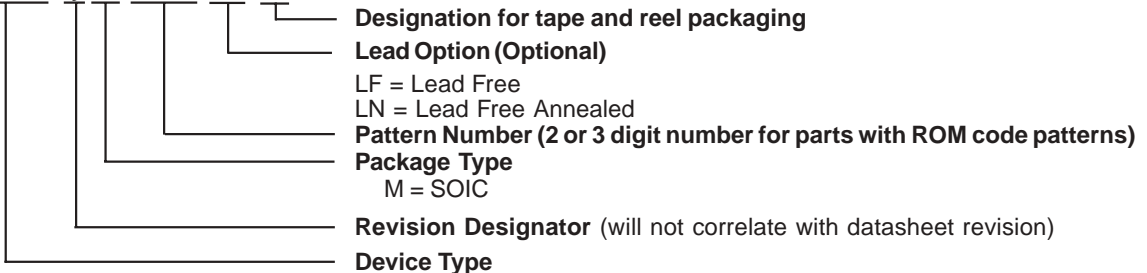 Designation for tape and reel packaging
Lead Option (Optional)
LF = Lead Free
LN = Lead Free Annealed
Pattern Number (2 or 3 digit number for parts with ROM code patterns)
Package Type
M = SOIC
Revision Designator (will not correlate with datasheet revision)
Device Type